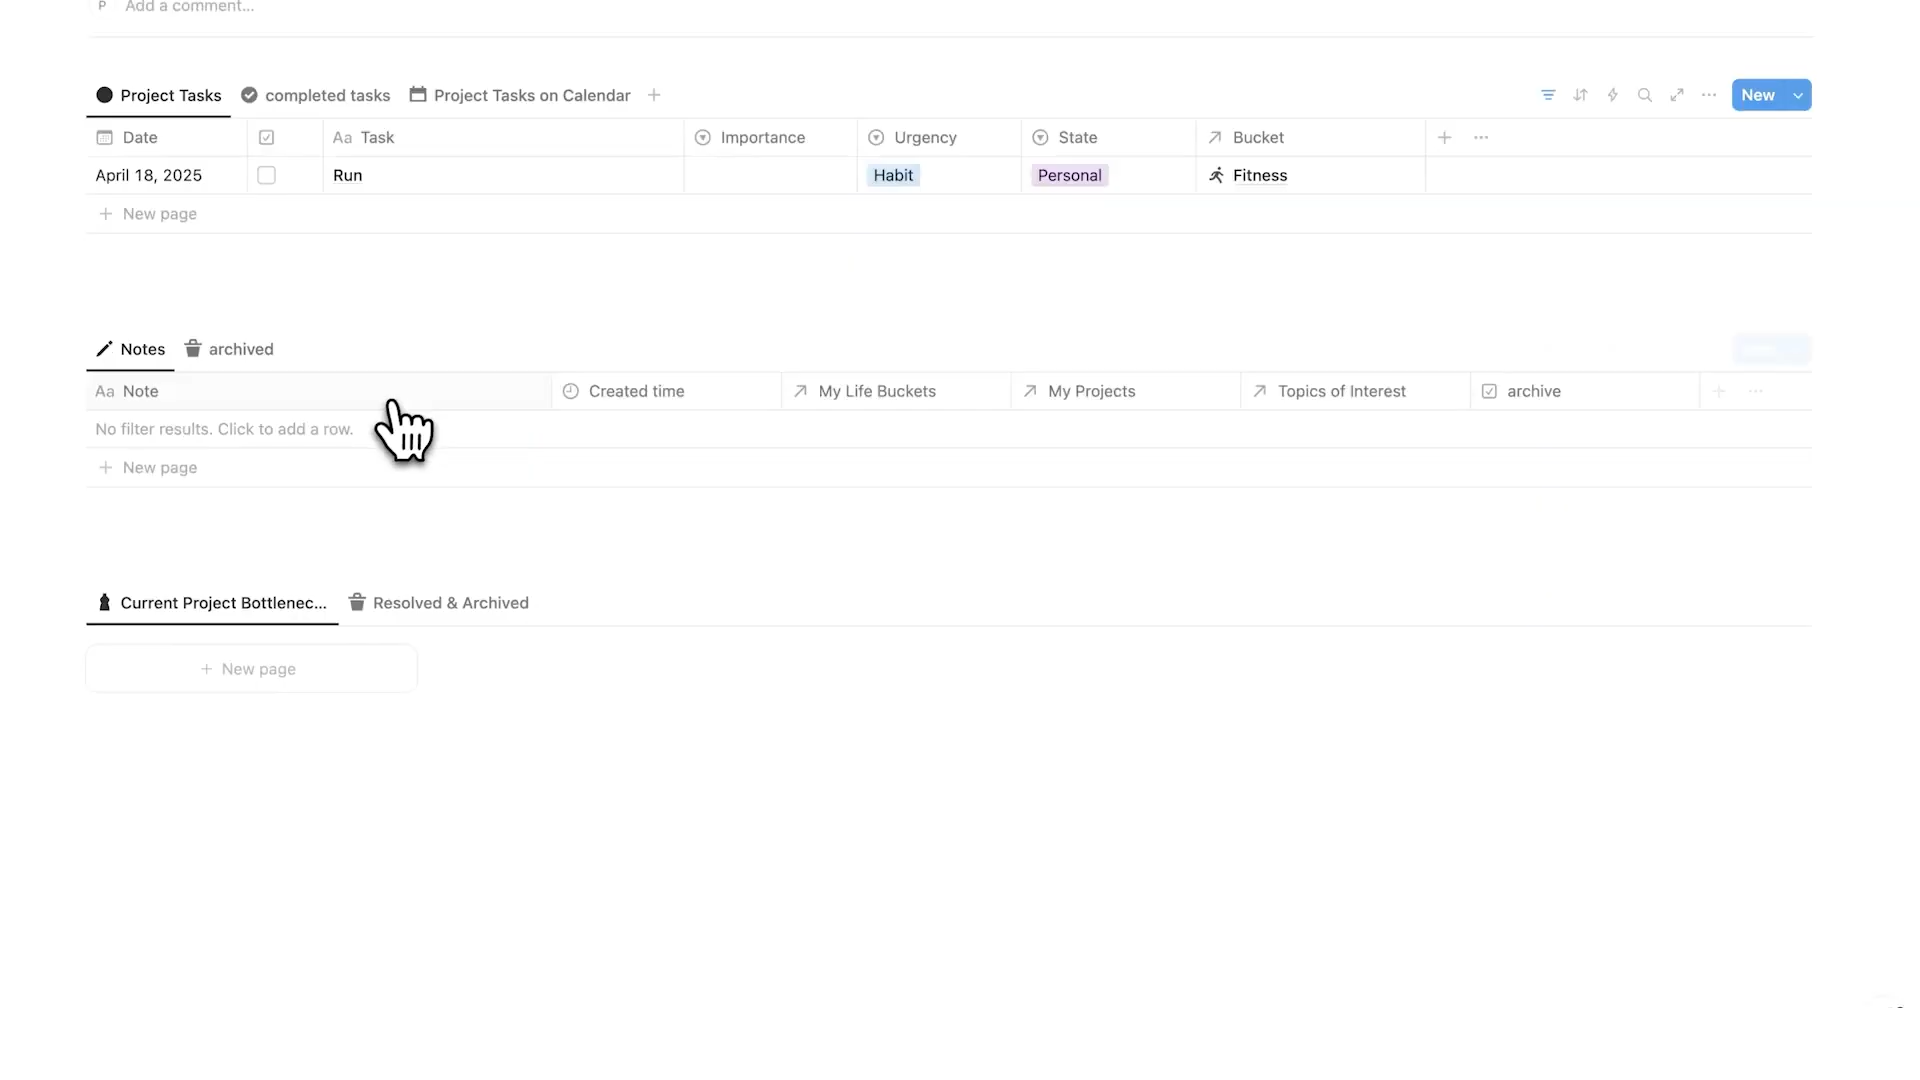 P Add a comment...
Project Tasks completed tasks Project Tasks on Calendar New
Date Aa Task Importance Urgency State Bucket
April 18, 2025 Run Habit Personal Fitness
New page
Notes archived
Aa Note Created time My Life Buckets My Projects Topics of Interest archive
No filter results. Click to add a row.
New page
Current Project Bottlenec... Resolved & Archived
New page